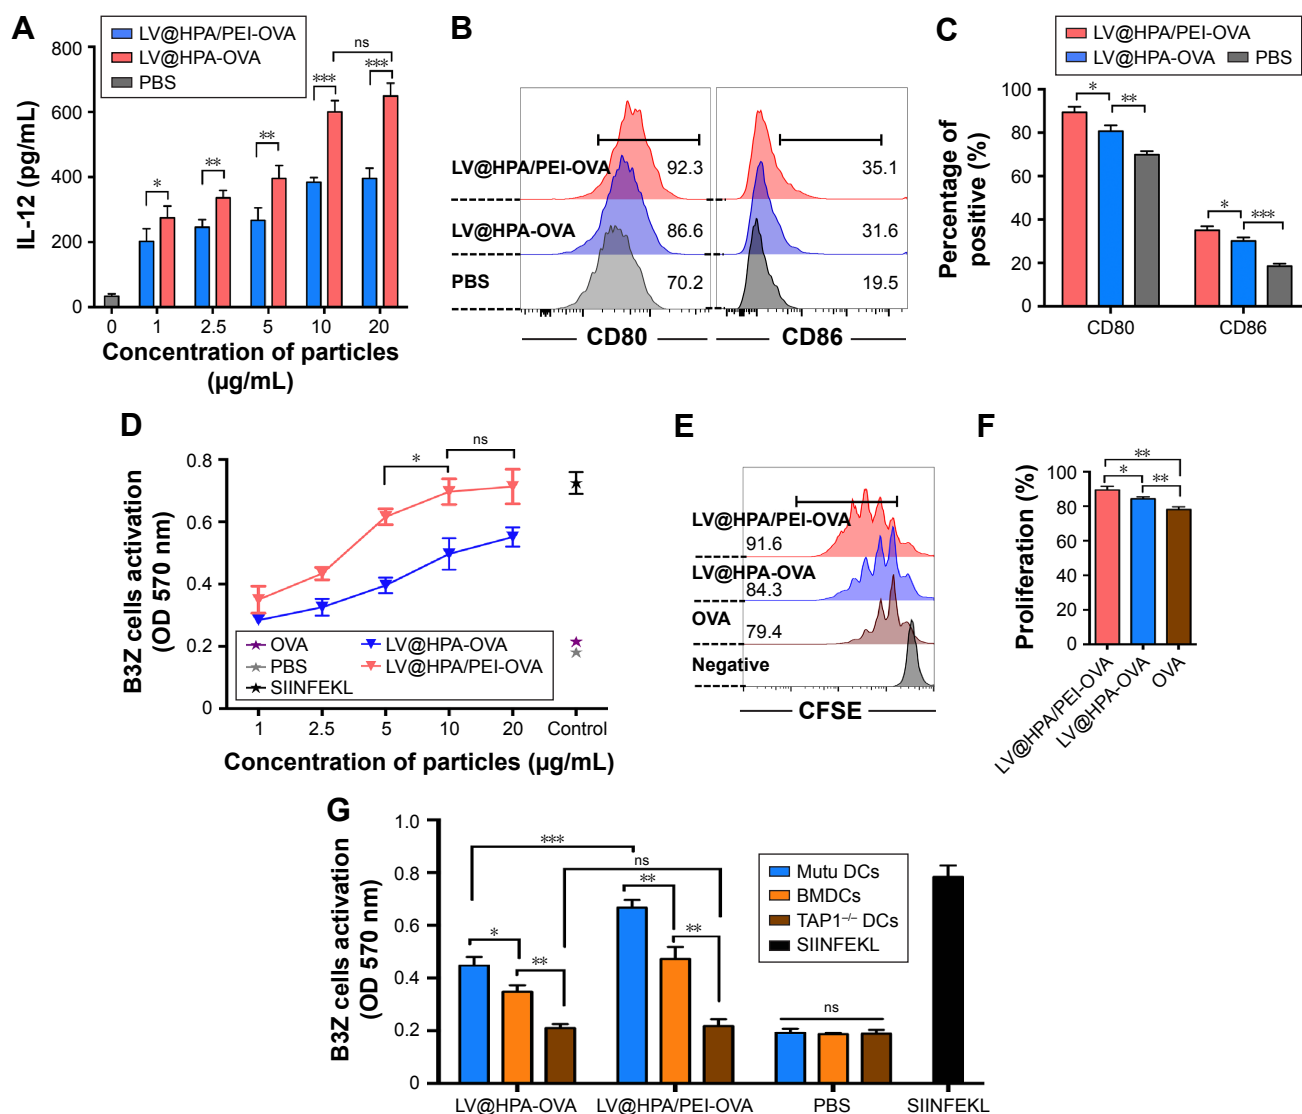 A
LV@HPA/PEI-OVA
LV@HPA-OVA
PBS
IL-12 (pg/mL)
800
600
400
200
0
* ** ** *** *** ns
0 1 2.5 5 10 20
Concentration of particles
(µg/mL)
B
LV@HPA/PEI-OVA 92.3 35.1
LV@HPA-OVA 86.6 31.6
PBS 70.2 19.5
CD80 CD86
C
LV@HPA/PEI-OVA
LV@HPA-OVA PBS
Percentage of
positive (%)
100
80
60
40
20
0
* ** * ***
CD80 CD86
D
B3Z cells activation
(OD 570 nm)
0.8
0.6
0.4
0.2
0
* ns
OVA LV@HPA-OVA
PBS LV@HPA/PEI-OVA
SIINFEKL
1 2.5 5 10 20 Control
Concentration of particles (µg/mL)
E
LV@HPA/PEI-OVA
91.6
LV@HPA-OVA
84.3
OVA
79.4
Negative
CFSE
F
Proliferation (%)
100
80
60
40
20
0
**
* **
LV@HPA/PEI-OVA
LV@HPA-OVA
OVA
G
B3Z cells activation
(OD 570 nm)
1.0
0.8
0.6
0.4
0.2
0
*** ns
* ** ** ** ns
Mutu DCs
BMDCs
TAP1⁻/⁻ DCs
SIINFEKL
LV@HPA-OVA LV@HPA/PEI-OVA PBS SIINFEKL